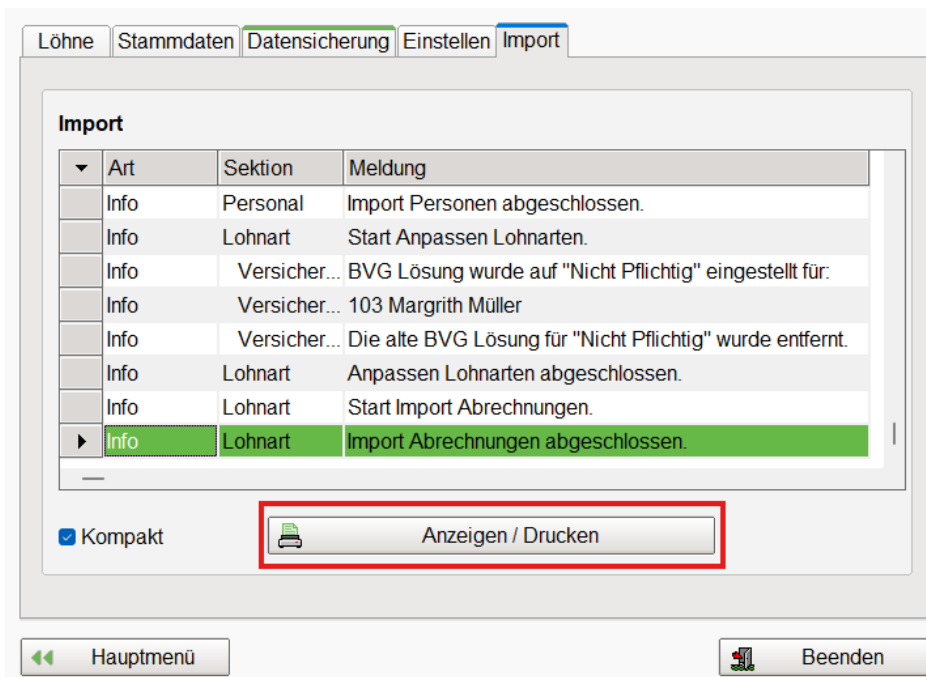 Löhne Stammdaten Datensicherung Einstellen Import
Import
Art Sektion Meldung
Info Personal Import Personen abgeschlossen.
Info Lohnart Start Anpassen Lohnarten.
Info Versicher... BVG Lösung wurde auf "Nicht Pflichtig" eingestellt für:
Info Versicher... 103 Margrith Müller
Info Versicher... Die alte BVG Lösung für "Nicht Pflichtig" wurde entfernt.
Info Lohnart Anpassen Lohnarten abgeschlossen.
Info Lohnart Start Import Abrechnungen.
Info Lohnart Import Abrechnungen abgeschlossen.
Kompakt Anzeigen / Drucken
Hauptmenü Beenden